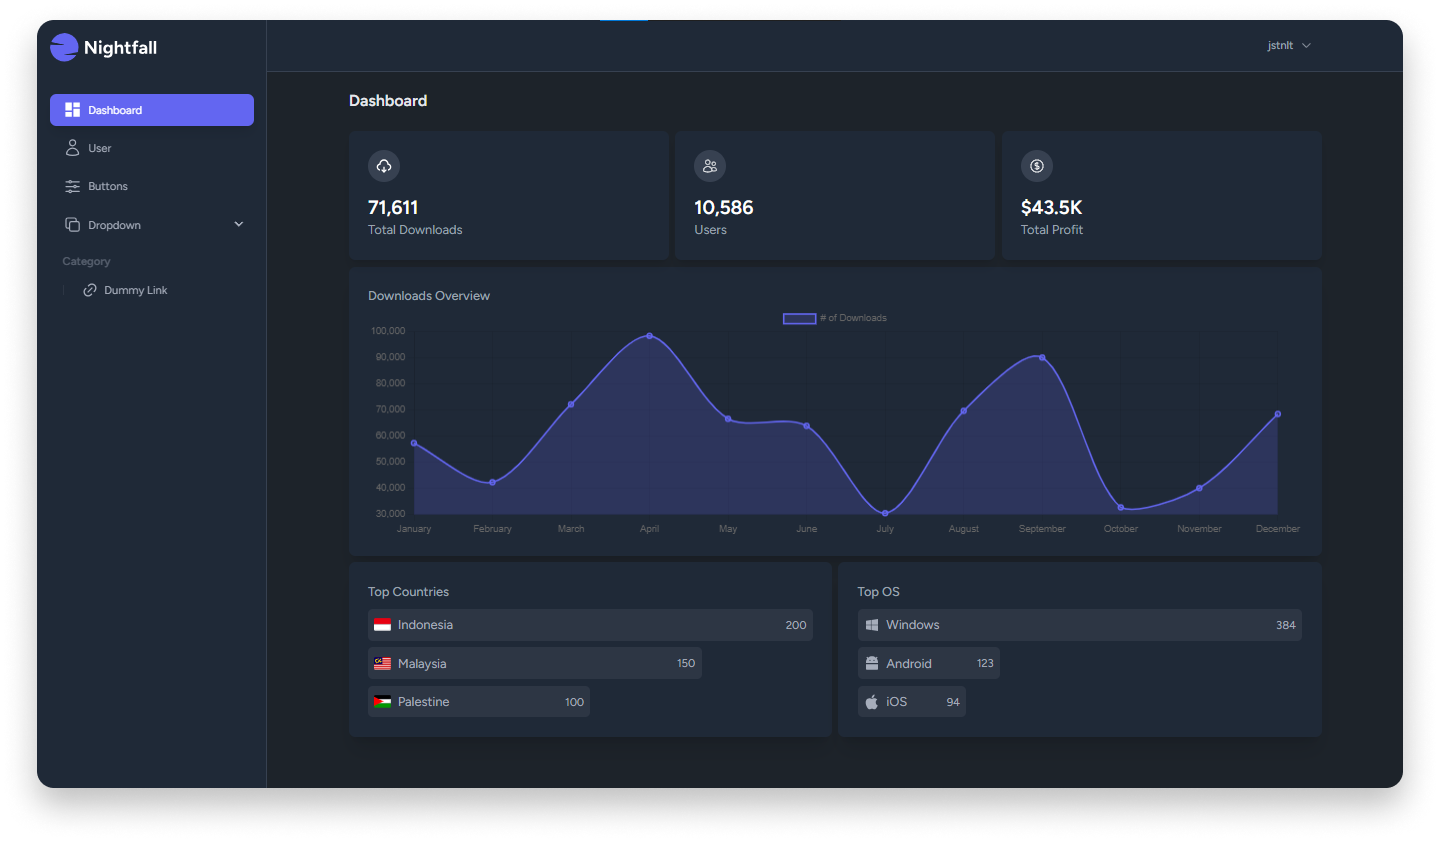 Nightfall
jstnlt
Dashboard
User
Buttons
Dropdown
Category
Dummy Link
Dashboard
71,611
Total Downloads
10,586
Users
$43.5K
Total Profit
Downloads Overview
# of Downloads
100,000
90,000
80,000
70,000
60,000
50,000
40,000
30,000
January February March April May June July August September October November December
Top Countries
Indonesia 200
Malaysia 150
Palestine 100
Top OS
Windows 384
Android 123
iOS 94